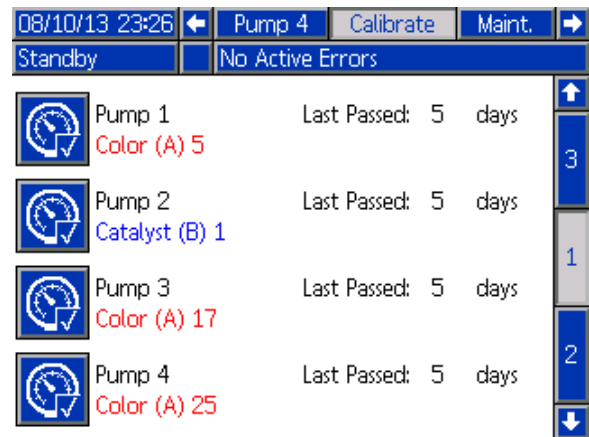 08/10/13 23:26 Pump 4 Calibrate Maint.
Standby No Active Errors
Pump 1 Last Passed: 5 days
Color (A) 5
3
Pump 2 Last Passed: 5 days
Catalyst (B) 1
1
Pump 3 Last Passed: 5 days
Color (A) 17
2
Pump 4 Last Passed: 5 days
Color (A) 25